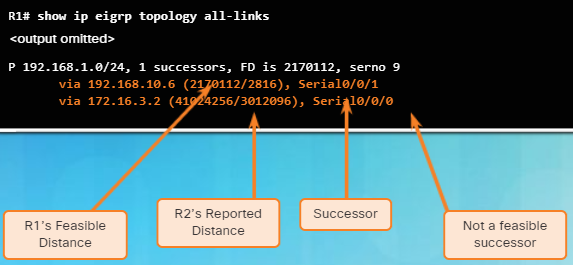 R1# show ip eigrp topology all-links
<output omitted>
P 192.168.1.0/24, 1 successors, FD is 2170112, serno 9
via 192.168.10.6 (2170112/2816), Serial0/0/1
via 172.16.3.2 (41024256/3012096), Serial0/0/0
R1's Feasible
Distance
R2's Reported
Distance
Successor
Not a feasible
successor